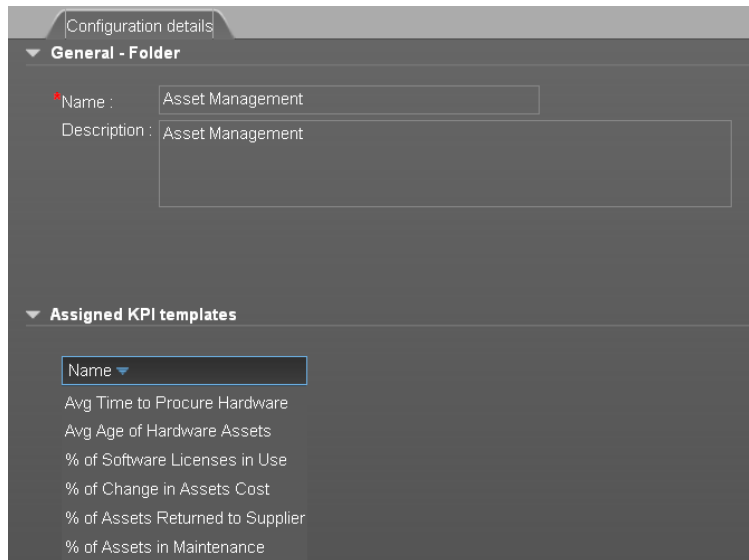 Configuration details
General - Folder
*Name : Asset Management
Description : Asset Management
Assigned KPI templates
Name
Avg Time to Procure Hardware
Avg Age of Hardware Assets
% of Software Licenses in Use
% of Change in Assets Cost
% of Assets Returned to Supplier
% of Assets in Maintenance